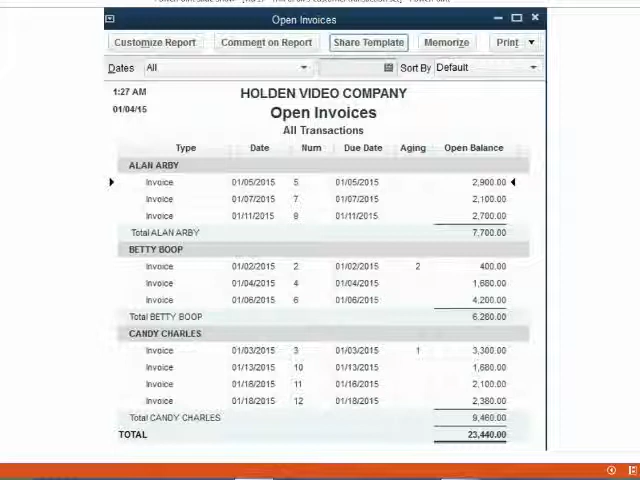 Open Invoices
Customize Report Comment on Report Share Template Memorize Print
Dates All Sort By Default
1:27 AM HOLDEN VIDEO COMPANY
01/04/15 Open Invoices
All Transactions
Type Date Num Due Date Aging Open Balance
ALAN ARBY
Invoice 01/05/2015 5 01/05/2015 2,900.00
Invoice 01/07/2015 7 01/07/2015 2,100.00
Invoice 01/11/2015 8 01/11/2015 2,700.00
Total ALAN ARBY 7,700.00
BETTY BOOP
Invoice 01/02/2015 2 01/02/2015 2 400.00
Invoice 01/04/2015 4 01/04/2015 1,680.00
Invoice 01/06/2015 6 01/06/2015 4,200.00
Total BETTY BOOP 6,280.00
CANDY CHARLES
Invoice 01/03/2015 3 01/03/2015 1 3,300.00
Invoice 01/13/2015 10 01/13/2015 1,680.00
Invoice 01/16/2015 11 01/16/2015 2,100.00
Invoice 01/18/2015 12 01/18/2015 2,380.00
Total CANDY CHARLES 9,460.00
TOTAL 23,440.00